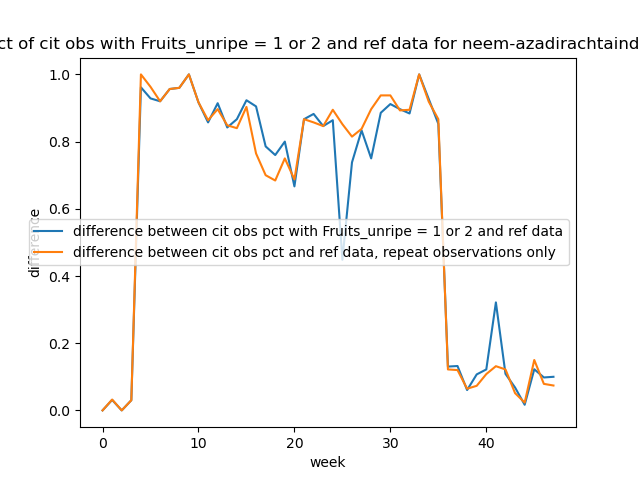 ct of cit obs with Fruits_unripe = 1 or 2 and ref data for neem-azadirachtaind
1.0
0.8
0.6
0.4
0.2
0.0
difference
difference between cit obs pct with Fruits_unripe = 1 or 2 and ref data
difference between cit obs pct and ref data, repeat observations only
0 10 20 30 40
week